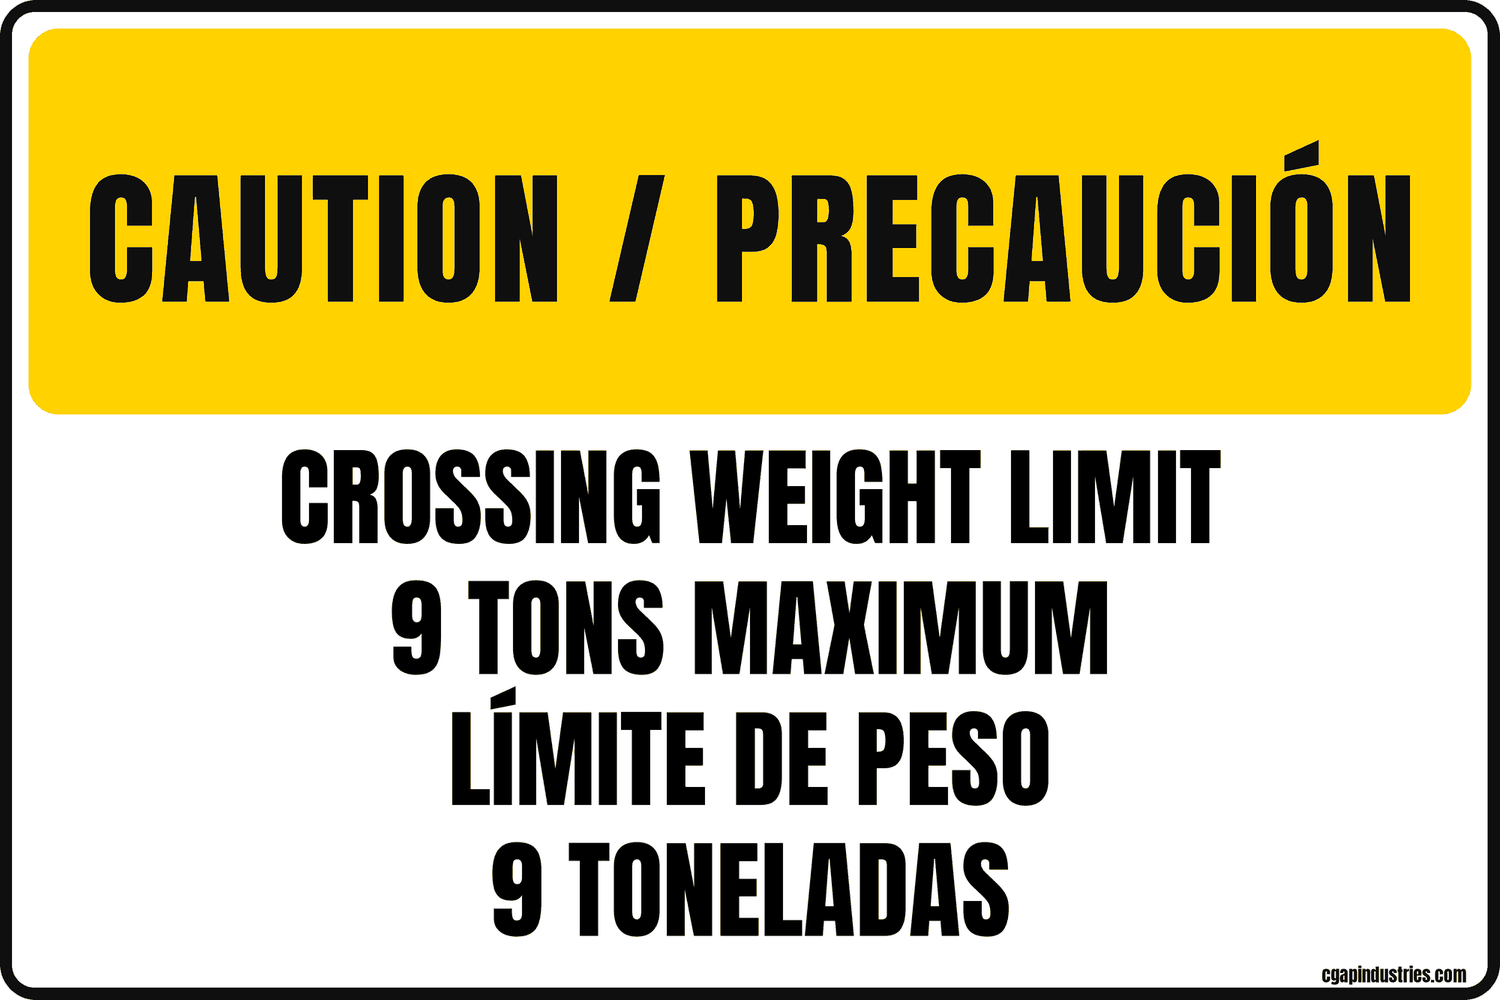 CAUTION / PRECAUCIÓN
CROSSING WEIGHT LIMIT
9 TONS MAXIMUM
LÍMITE DE PESO
9 TONELADAS
cgapindustries.com